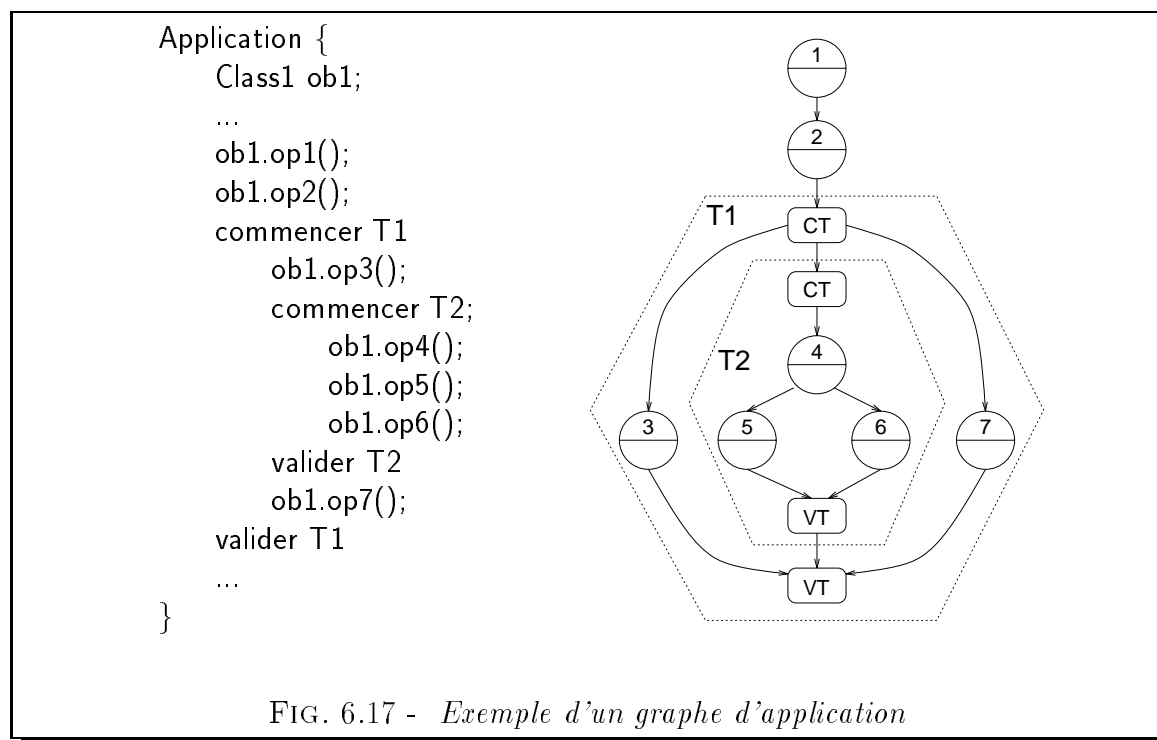 Application {
Class1 ob1;
...
ob1.op1();
ob1.op2();
commencer T1
ob1.op3();
commencer T2;
ob1.op4();
ob1.op5();
ob1.op6();
valider T2
ob1.op7();
valider T1
...
}
1
2
T1
CT
CT
T2
4
3
5
6
7
VT
VT
FIG. 6.17 - Exemple d'un graphe d'application